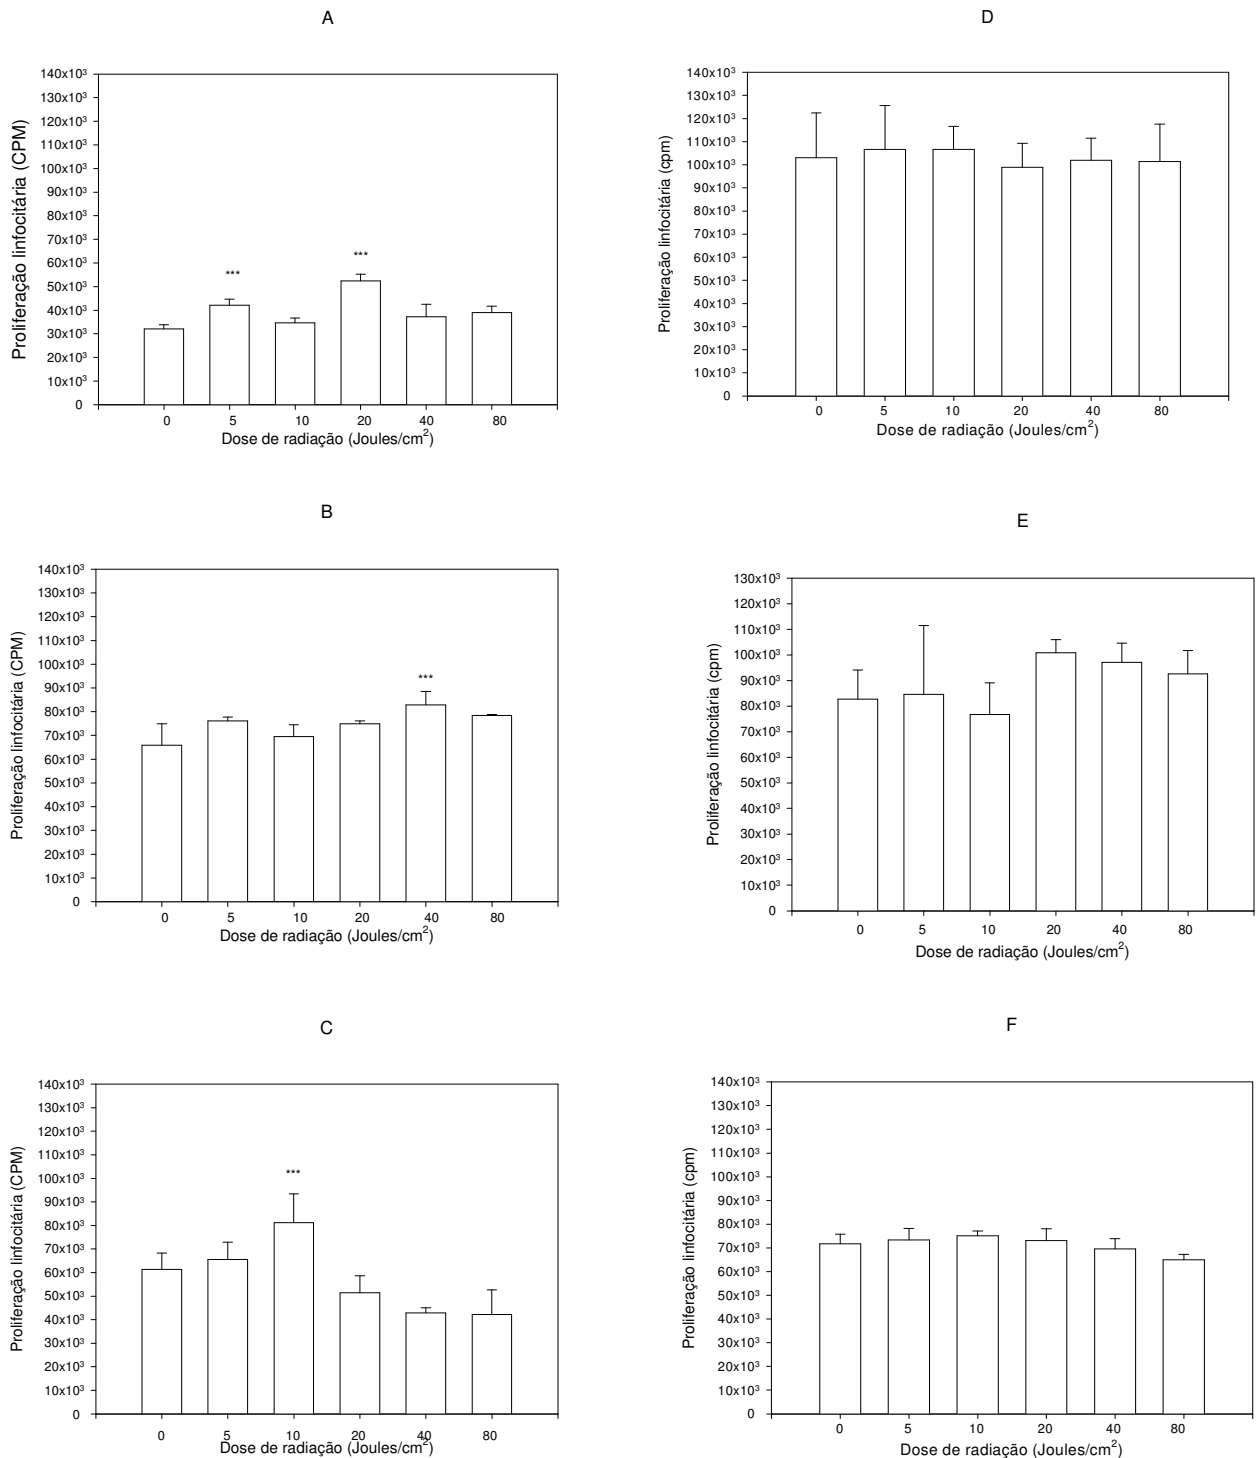 A
140x10³
130x10³
120x10³
110x10³
100x10³
90x10³
80x10³
70x10³
60x10³
50x10³
40x10³
30x10³
20x10³
10x10³
0
Proliferação linfocitária (CPM)
***
***
0 5 10 20 40 80
Dose de radiação (Joules/cm²)
D
140x10³
130x10³
120x10³
110x10³
100x10³
90x10³
80x10³
70x10³
60x10³
50x10³
40x10³
30x10³
20x10³
10x10³
0
Proliferação linfocitária (cpm)
0 5 10 20 40 80
Dose de radiação (Joules/cm²)
B
140x10³
130x10³
120x10³
110x10³
100x10³
90x10³
80x10³
70x10³
60x10³
50x10³
40x10³
30x10³
20x10³
10x10³
0
Proliferação linfocitária (CPM)
***
0 5 10 20 40 80
Dose de radiação (Joules/cm²)
E
130x10³
120x10³
110x10³
100x10³
90x10³
80x10³
70x10³
60x10³
50x10³
40x10³
30x10³
20x10³
10x10³
0
Proliferação linfocitária (cpm)
0 5 10 20 40 80
Dose de radiação (Joules/cm²)
C
140x10³
130x10³
120x10³
110x10³
100x10³
90x10³
80x10³
70x10³
60x10³
50x10³
40x10³
30x10³
20x10³
10x10³
0
Proliferação linfocitária (CPM)
***
0 5 10 20 40 80
Dose de radiação (Joules/cm²)
F
140x10³
130x10³
120x10³
110x10³
100x10³
90x10³
80x10³
70x10³
60x10³
50x10³
40x10³
30x10³
20x10³
10x10³
0
Proliferação linfocitária (cpm)
0 5 10 20 40 80
Dose de radiação (Joules/cm²)